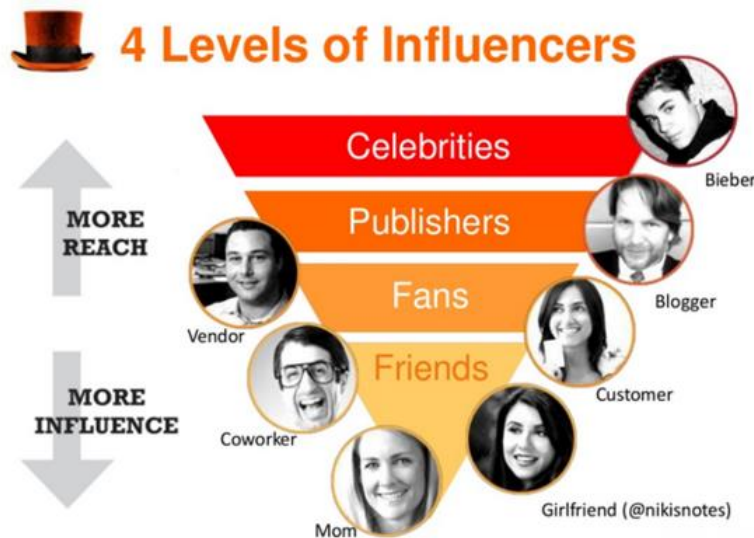 4 Levels of Influencers
Celebrities
Bieber
Publishers
MORE
REACH
Blogger
Fans
Vendor
Friends
Customer
MORE
INFLUENCE
Coworker
Girlfriend (@nikisnotes)
Mom